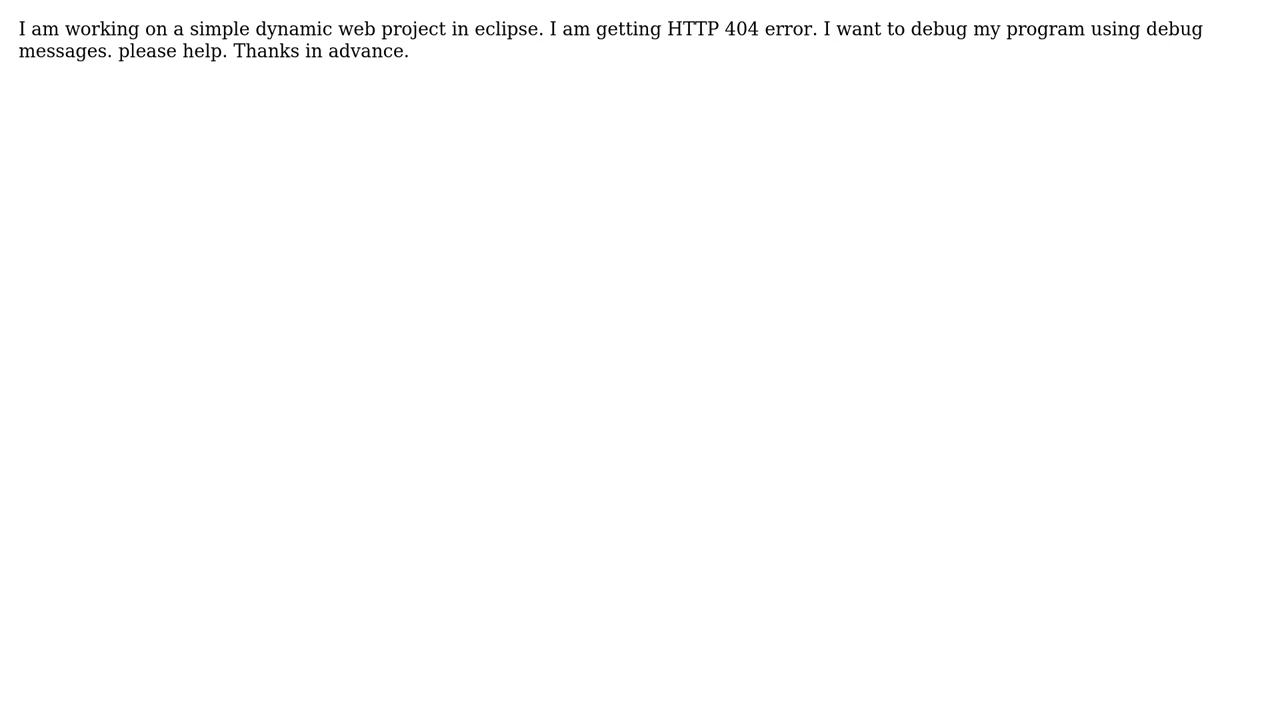 I am working on a simple dynamic web project in eclipse. I am getting HTTP 404 error. I want to debug my program using debug
messages. please help. Thanks in advance.